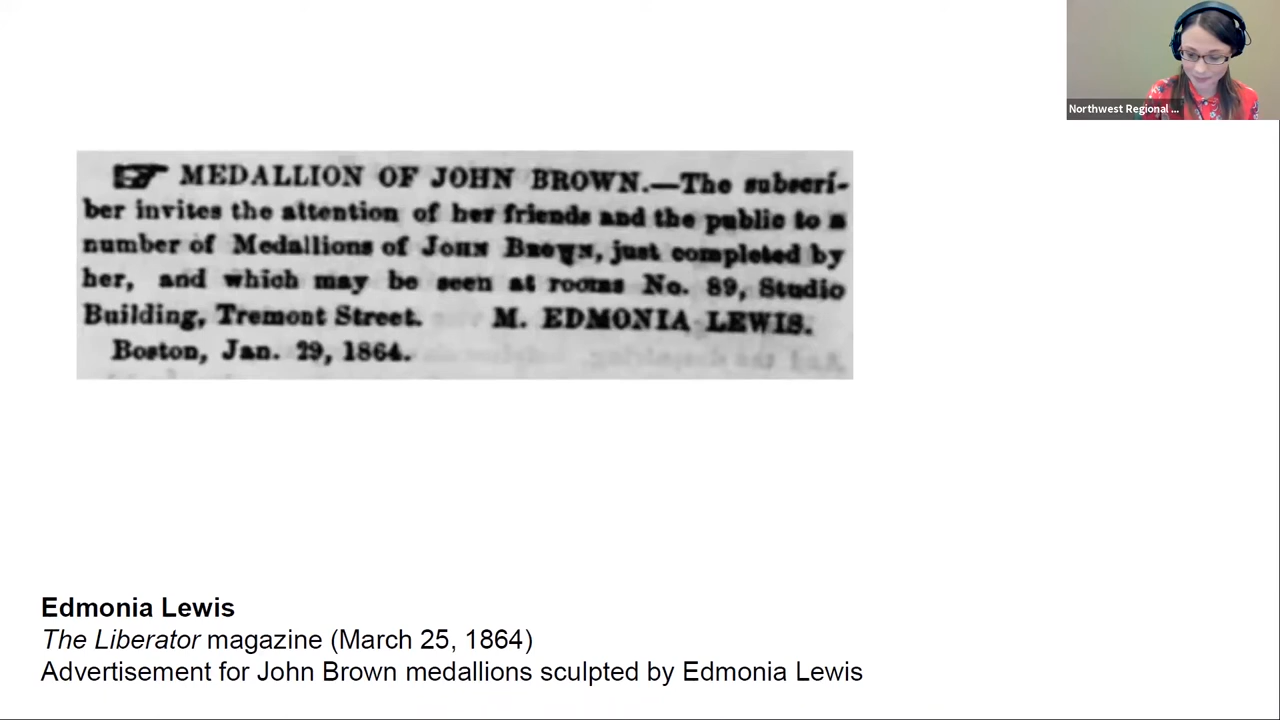 Northwest Regional ...
☞ MEDALLION OF JOHN BROWN.—The subscri-
ber invites the attention of her friends and the public to a
number of Medallions of JOHN BROWN, just completed by
her, and which may be seen at rooms No. 89, Studio
Building, Tremont Street. M. EDMONIA LEWIS.
Boston, Jan. 29, 1864.
Edmonia Lewis
The Liberator magazine (March 25, 1864)
Advertisement for John Brown medallions sculpted by Edmonia Lewis